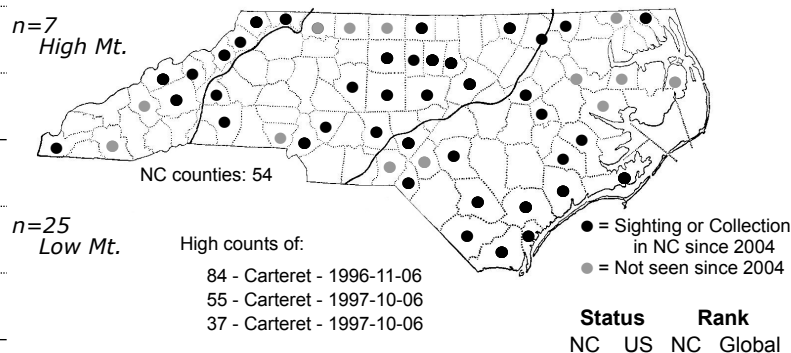 n=7
High Mt.
NC counties: 54
n=25
Low Mt.
High counts of:
84 - Carteret - 1996-11-06
55 - Carteret - 1997-10-06
37 - Carteret - 1997-10-06
= Sighting or Collection
in NC since 2004
= Not seen since 2004
Status Rank
NC US NC Global